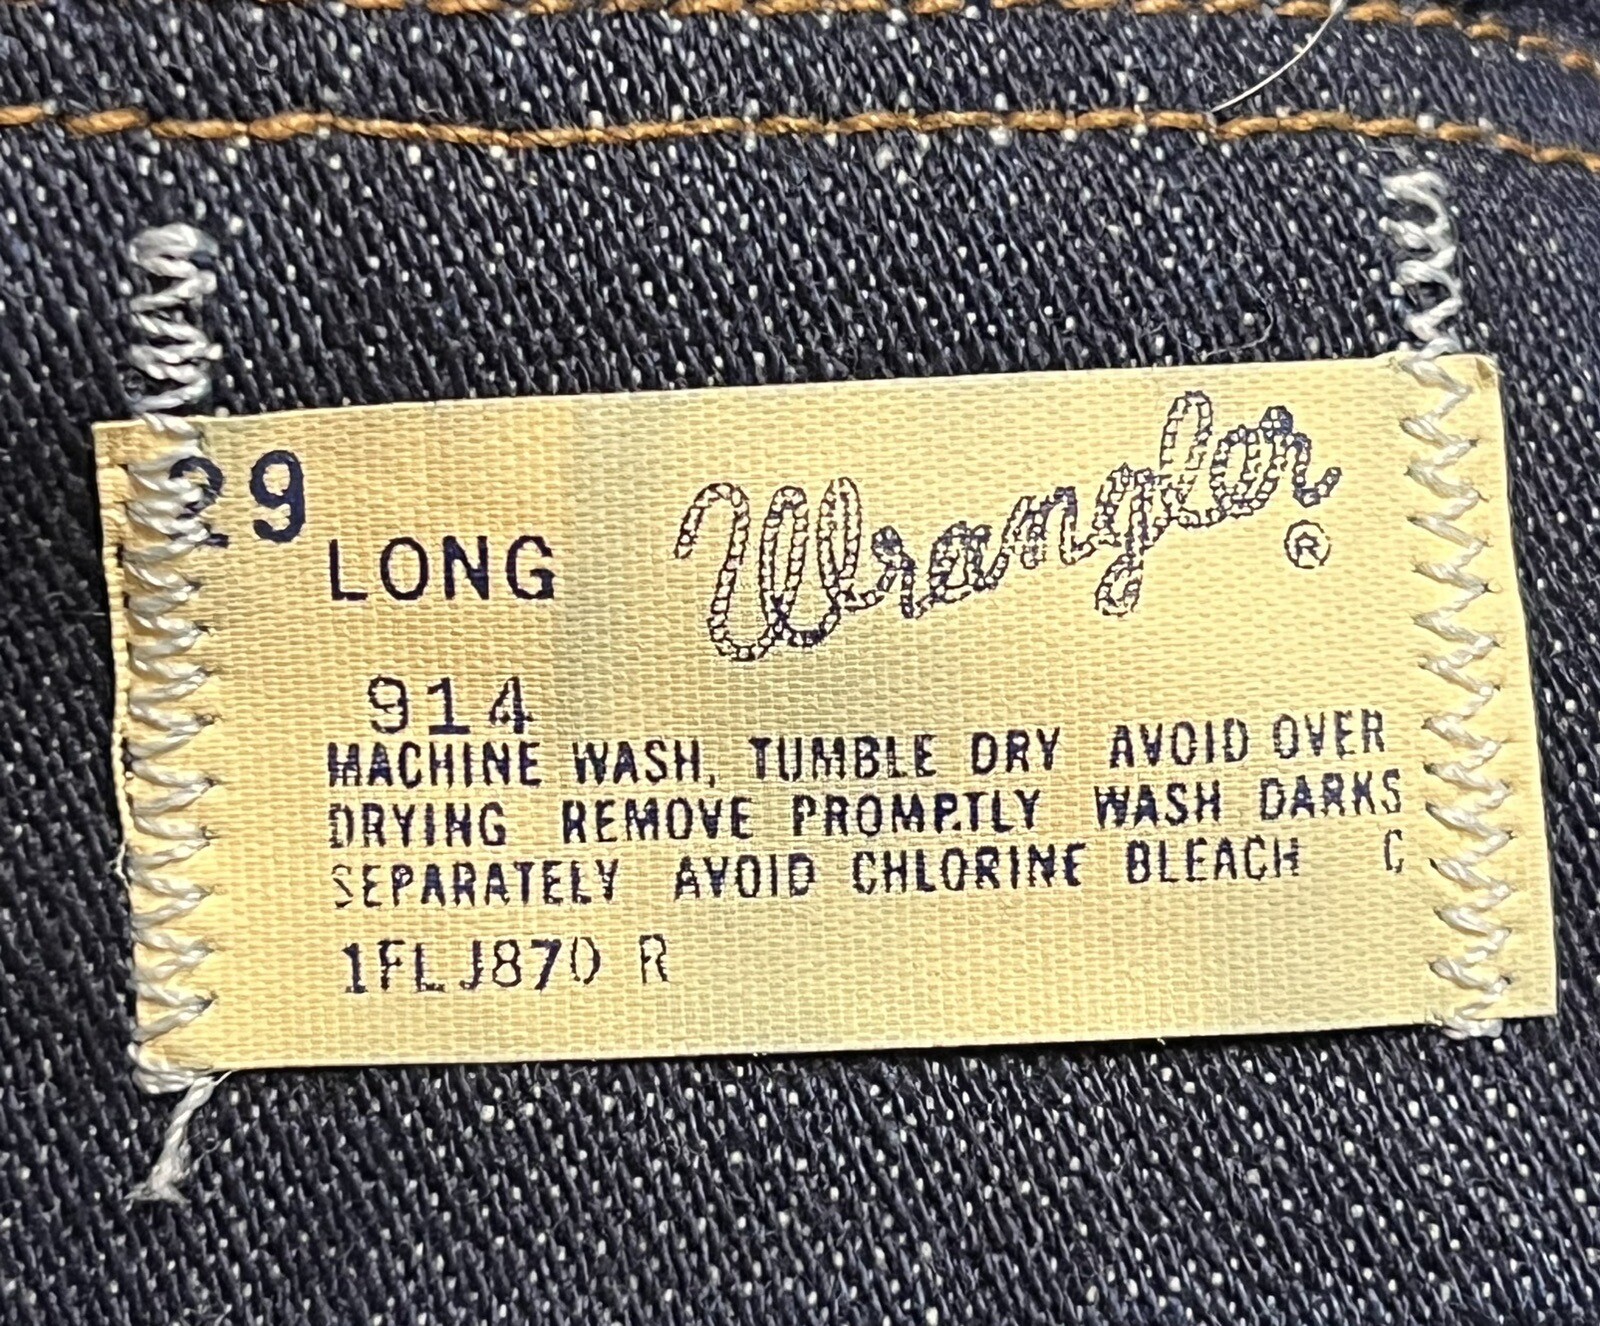 29
LONG
Wrangler ®
914
MACHINE WASH, TUMBLE DRY AVOID OVER
DRYING REMOVE PROMPTLY WASH DARKS
SEPARATELY AVOID CHLORINE BLEACH C
1FLJ870 R